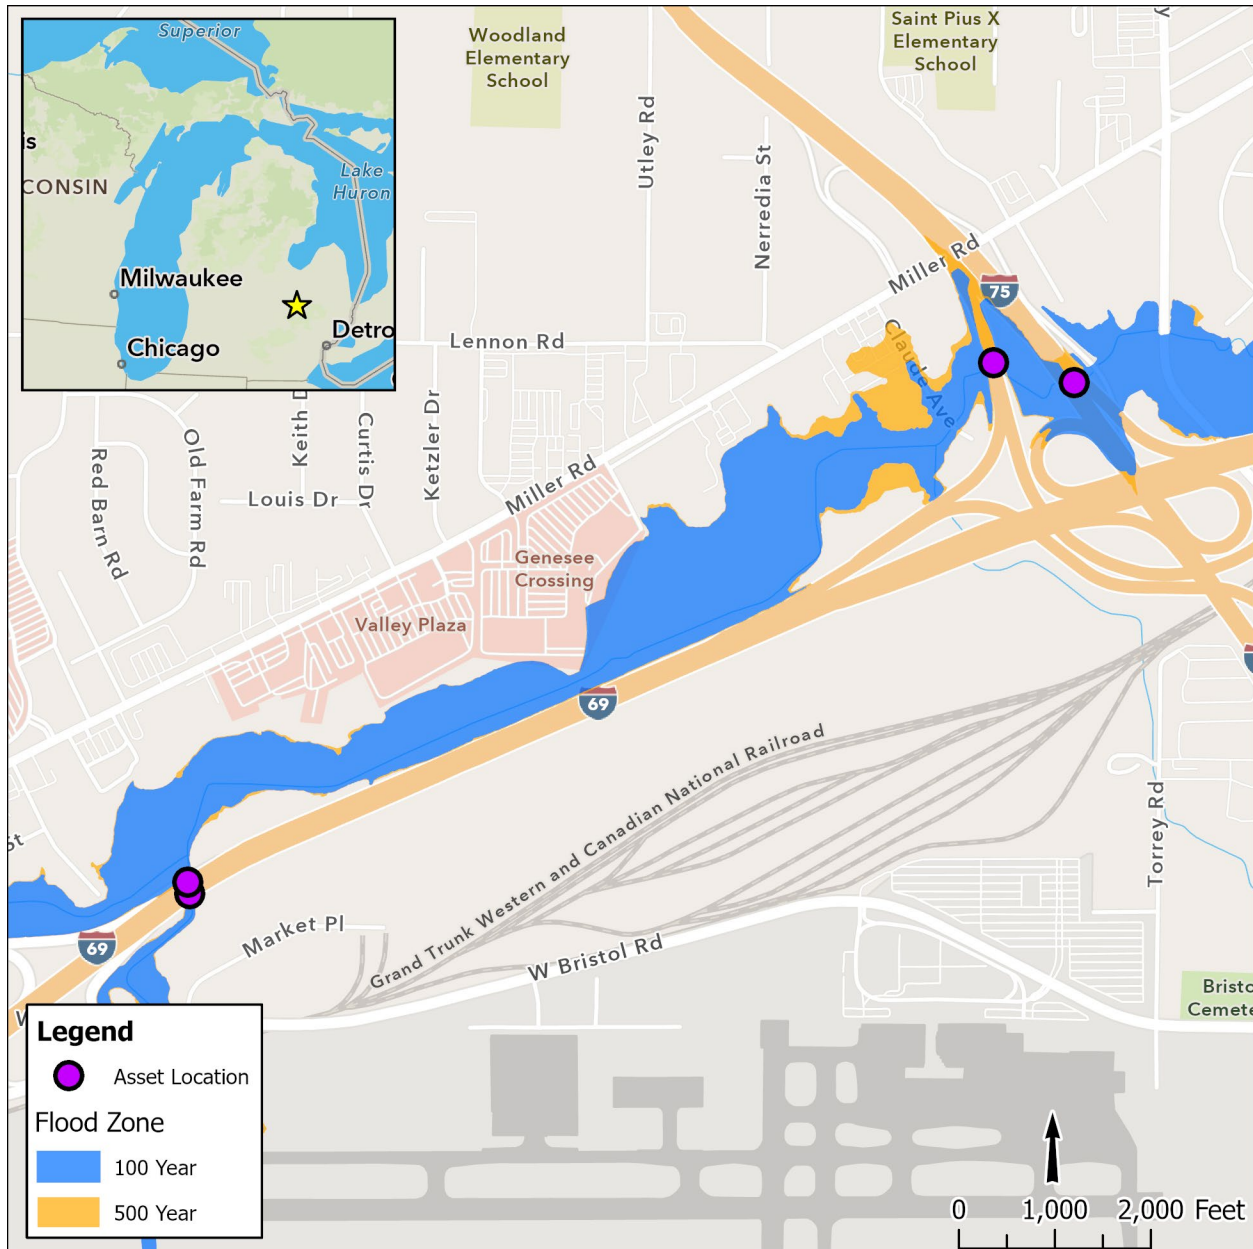 Superior
is
CONSIN
Lake
Huron
Milwaukee
Chicago
Detro
Woodland
Elementary
School
Saint Pius X
Elementary
School
Utley Rd
Nerredia St
Miller Rd
75
Claude Ave
Lennon Rd
Keith D
Curtis Dr
Ketzler Dr
Old Farm Rd
Red Barn Rd
Louis Dr
Miller Rd
Genesee
Crossing
Valley Plaza
69
Grand Trunk Western and Canadian National Railroad
Torrey Rd
St
69
Market Pl
W Bristol Rd
Bristo
Cemete
W
Legend
Asset Location
Flood Zone
100 Year
500 Year
0 1,000 2,000 Feet